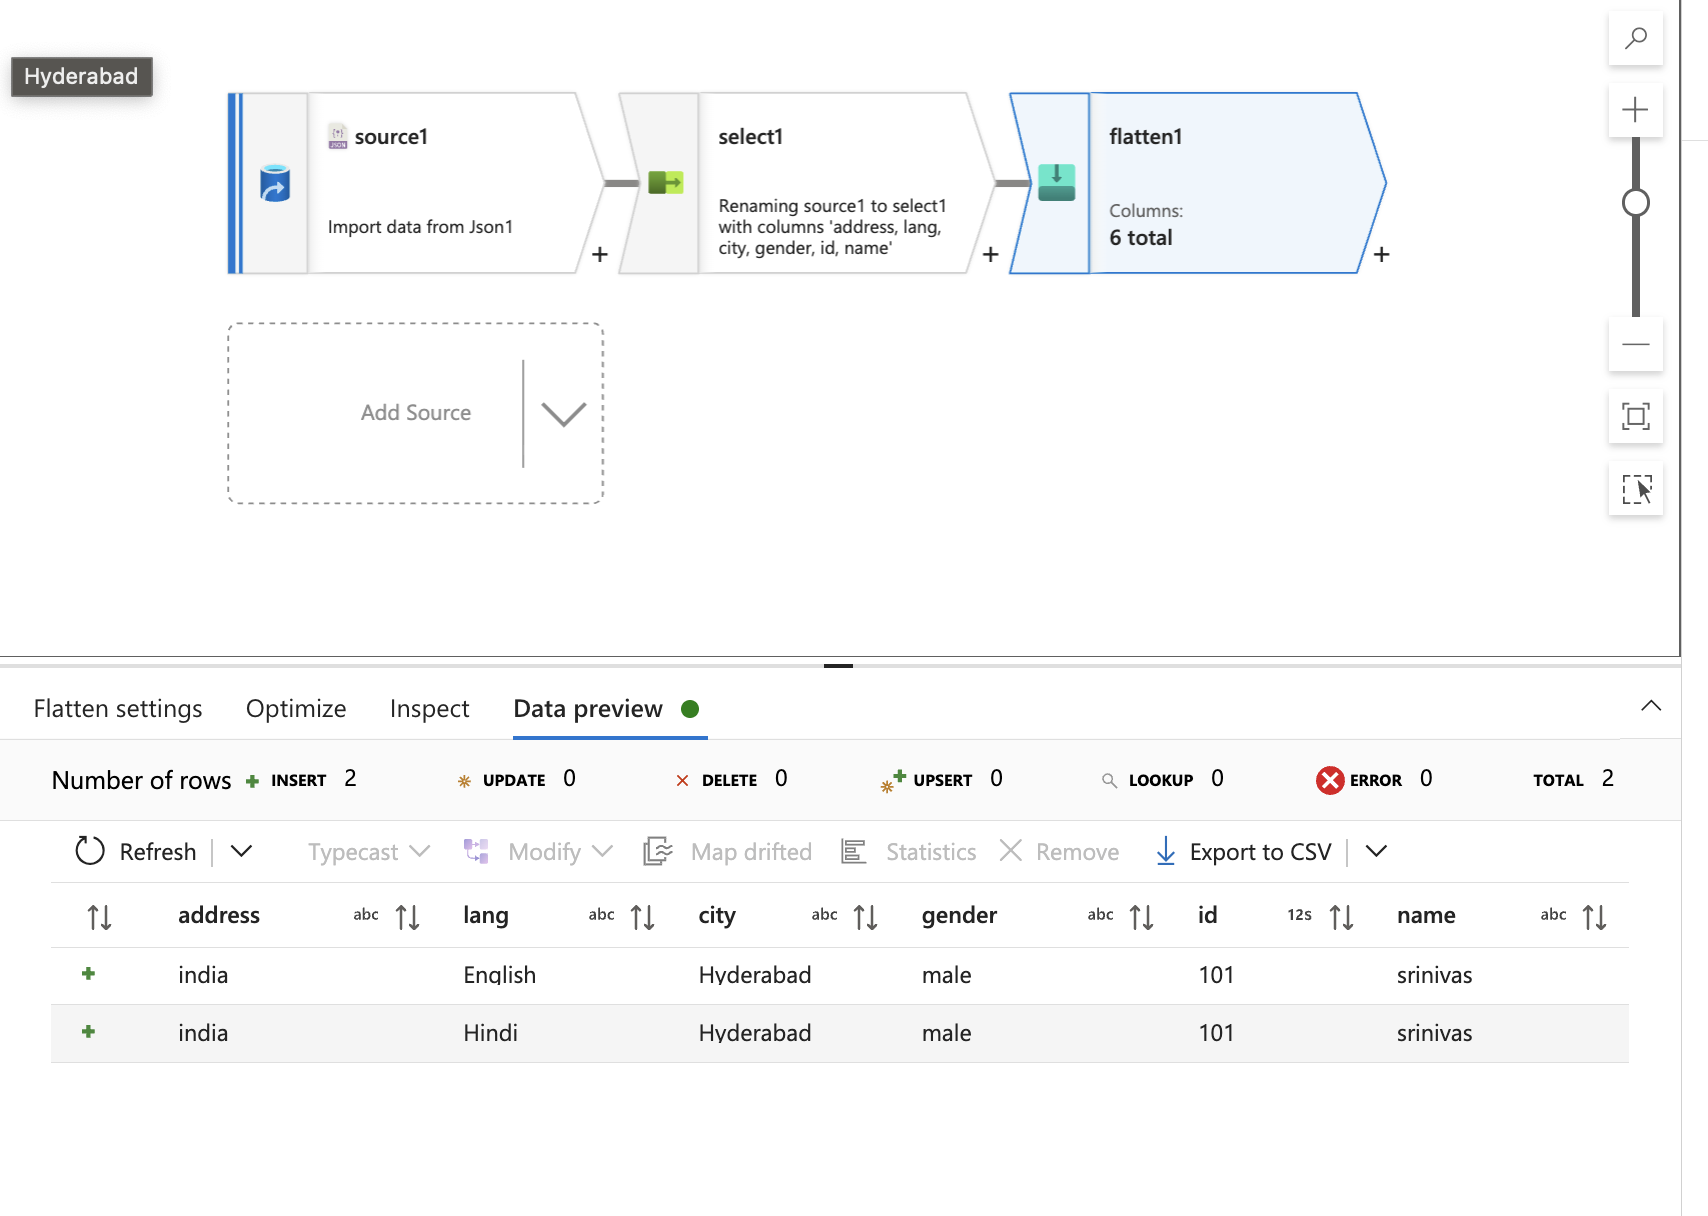 Hyderabad
source1
Import data from Json1
+
select1
Renaming source1 to select1
with columns 'address, lang,
city, gender, id, name'
+
flatten1
Columns:
6 total
+
Add Source
Flatten settings Optimize Inspect Data preview
Number of rows INSERT 2 UPDATE 0 DELETE 0 UPSERT 0 LOOKUP 0 ERROR 0 TOTAL 2
Refresh Typecast Modify Map drifted Statistics Remove Export to CSV
address abc lang abc city abc gender abc id 12s name abc
india English Hyderabad male 101 srinivas
india Hindi Hyderabad male 101 srinivas